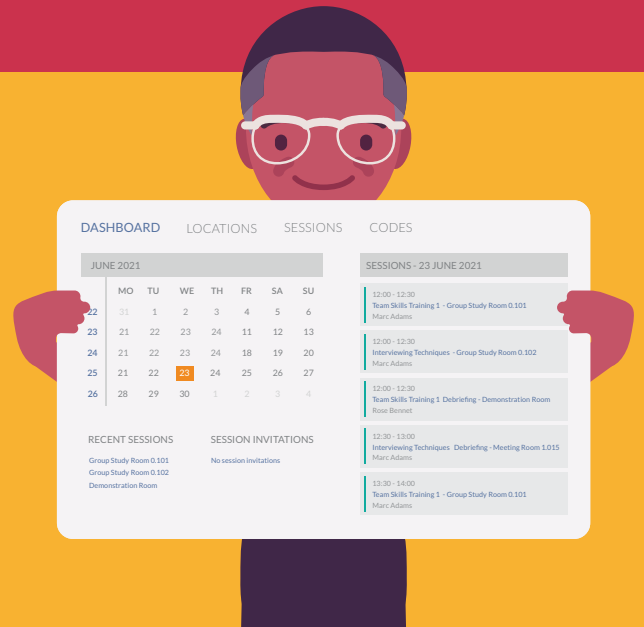 DASHBOARD LOCATIONS SESSIONS CODES
JUNE 2021
MO TU WE TH FR SA SU
22 31 1 2 3 4 5 6
23 21 22 23 24 11 12 13
24 21 22 23 24 18 19 20
25 21 22 23 24 25 26 27
26 28 29 30 1 2 3 4
RECENT SESSIONS
Group Study Room 0.101
Group Study Room 0.102
Demonstration Room
SESSION INVITATIONS
No session invitations
SESSIONS - 23 JUNE 2021
12:00 - 12:30
Team Skills Training 1 - Group Study Room 0.101
Marc Adams
12:00 - 12:30
Interviewing Techniques - Group Study Room 0.102
Marc Adams
12:00 - 12:30
Team Skills Training 1 Debriefing - Demonstration Room
Rose Bennet
12:30 - 13:00
Interviewing Techniques Debriefing - Meeting Room 1.015
Marc Adams
13:30 - 14:00
Team Skills Training 1 - Group Study Room 0.101
Marc Adams